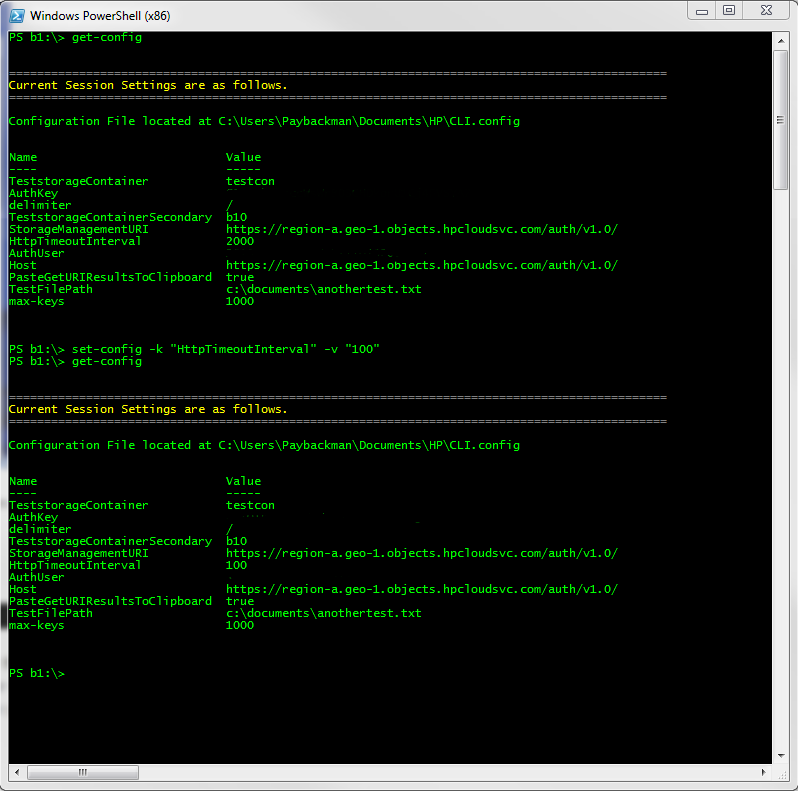 Windows PowerShell (x86)
PS b1:\> get-config
================================================================================
Current Session Settings are as follows.
================================================================================
Configuration File located at C:\Users\Paybackman\Documents\HP\CLI.config
Name Value
---- -----
TeststorageContainer testcon
AuthKey
delimiter /
TeststorageContainerSecondary b10
StorageManagementURI https://region-a.geo-1.objects.hpcloudsvc.com/auth/v1.0/
HttpTimeoutInterval 2000
AuthUser
Host https://region-a.geo-1.objects.hpcloudsvc.com/auth/v1.0/
PasteGetURIResultsToClipboard true
TestFilePath c:\documents\anothertest.txt
max-keys 1000
PS b1:\> set-config -k "HttpTimeoutInterval" -v "100"
PS b1:\> get-config
================================================================================
Current Session Settings are as follows.
================================================================================
Configuration File located at C:\Users\Paybackman\Documents\HP\CLI.config
Name Value
---- -----
TeststorageContainer testcon
AuthKey
delimiter /
TeststorageContainerSecondary b10
StorageManagementURI https://region-a.geo-1.objects.hpcloudsvc.com/auth/v1.0/
HttpTimeoutInterval 100
AuthUser
Host https://region-a.geo-1.objects.hpcloudsvc.com/auth/v1.0/
PasteGetURIResultsToClipboard true
TestFilePath c:\documents\anothertest.txt
max-keys 1000
PS b1:\>